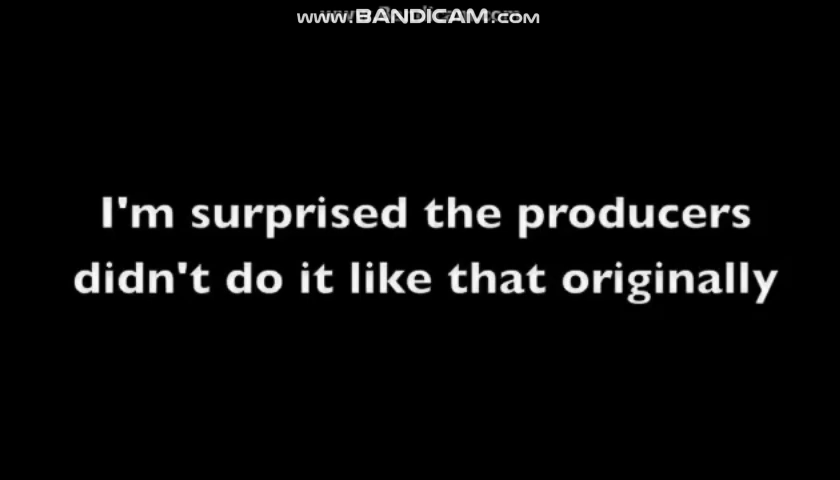 www.BANDICAM.com
I'm surprised the producers
didn't do it like that originally